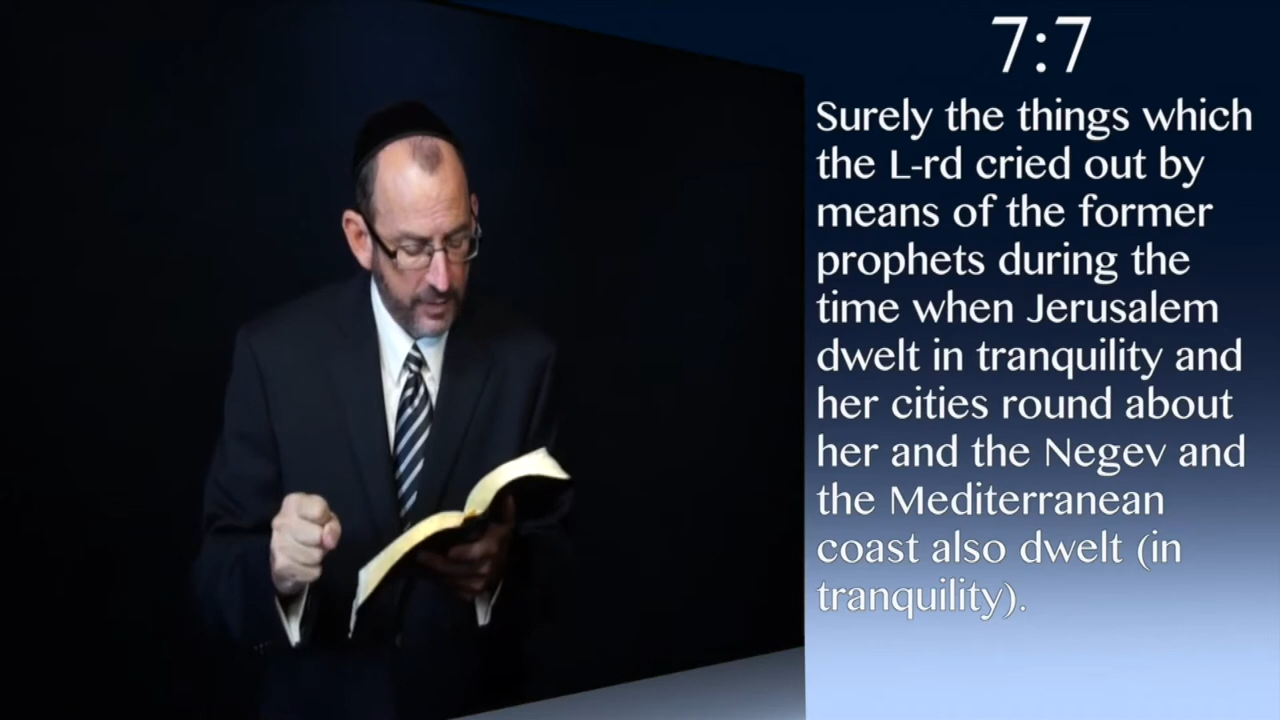 7:7
Surely the things which
the L-rd cried out by
means of the former
prophets during the
time when Jerusalem
dwelt in tranquility and
her cities round about
her and the Negev and
the Mediterranean
coast also dwelt (in
tranquility).